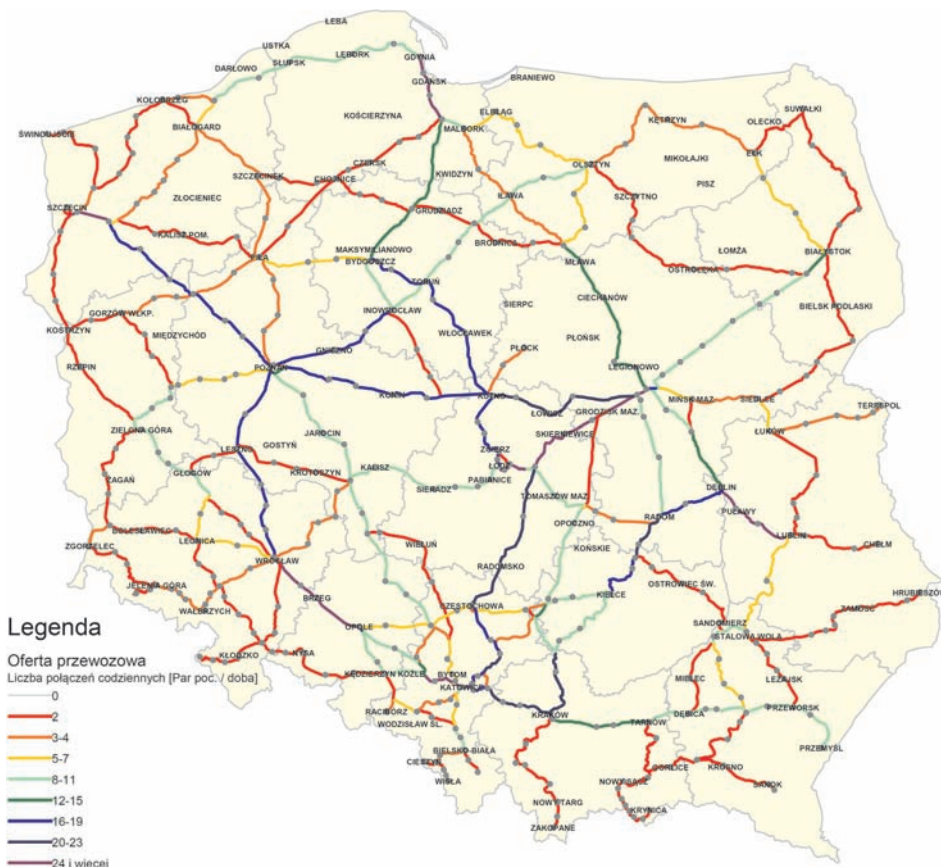 ŁEBA
USTKA
DARŁOWO
SŁUPSK
LĘBORK
GDYNIA
GDAŃSK
BRANIEWO
KOŁOBRZEG
ŚWINOUJŚCIE
BIAŁOGARD
KOŚCIERZYNA
ELBLĄG
MALBORK
KĘTRZYN
OLECKO
SUWAŁKI
EŁK
MIKOŁAJKI
OLSZTYN
PISZ
CZERSK
CHOJNICE
SZCZECINEK
ZŁOCIENIEC
KWIDZYN
IŁAWA
SZCZYTNO
SZCZECIN
GRUDZIĄDZ
KALISZ POM.
BRODNICA
ŁOMŻA
BIAŁYSTOK
MAKSYMILIANOWO
BYDGOSZCZ
PIŁA
MŁAWA
OSTROŁĘKA
TORUŃ
CIECHANÓW
BIELSK PODLASKI
SIERPC
GORZÓW WLKP.
INOWROCŁAW
KOSTRZYN
MIĘDZYCHÓD
WŁOCŁAWEK
PŁOŃSK
PŁOCK
GNIEZNO
RZEPIN
POZNAŃ
LEGIONOWO
KONIN
KUTNO
MIŃSK MAZ.
SIEDLCE
TERESPOL
ŁOWICZ
GRODZISK MAZ.
ZIELONA GÓRA
JAROCIN
SKIERNIEWICE
ŁUKÓW
GOSTYŃ
LESZNO
ZGIERZ
ŁÓDŹ
KALISZ
PABIANICE
GŁOGÓW
KROTOSZYN
SIERADZ
ŻAGAŃ
DĘBLIN
TOMASZÓW MAZ.
PUŁAWY
RADOM
OPOCZNO
BOLESŁAWIEC
LEGNICA
WIELUŃ
LUBLIN
CHEŁM
ZGORZELEC
KOŃSKIE
WROCŁAW
RADOMSKO
JELENIA GÓRA
OSTROWIEC ŚW.
BRZEG
WAŁBRZYCH
KIELCE
HRUBIESZÓW
CZĘSTOCHOWA
ZAMOŚĆ
SANDOMIERZ
OPOLE
STALOWA WOLA
KŁODZKO
NYSA
KĘDZIERZYN KOŹLE
BYTOM
KATOWICE
MIELEC
LEŻAJSK
RACIBÓRZ
WODZISŁAW ŚL.
KRAKÓW
TARNÓW
DĘBICA
PRZEWORSK
BIELSKO-BIAŁA
PRZEMYŚL
CIESZYN
WISŁA
GORLICE
KROSNO
NOWY SĄCZ
SANOK
NOWY TARG
KRYNICA
ZAKOPANE
Legenda
Oferta przewozowa
Liczba połączeń codziennych [Par poc. / doba]
0
2
3-4
5-7
8-11
12-15
16-19
20-23
24 i więcej